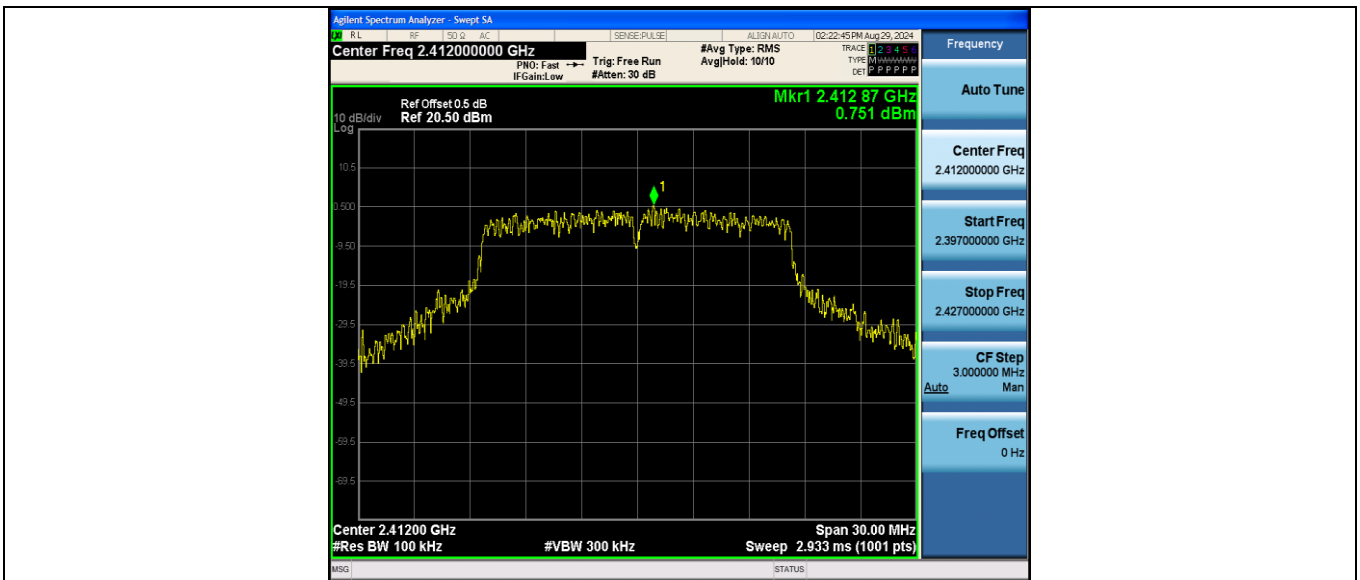 Agilent Spectrum Analyzer - Swept SA
RL RF 50 Ω AC SENSE:PULSE ALIGN AUTO 02:22:45 PM Aug 29, 2024
Center Freq 2.412000000 GHz
PNO: Fast
IFGain:Low
Trig: Free Run
#Atten: 30 dB
#Avg Type: RMS
Avg|Hold: 10/10
TRACE 1 2 3 4 5 6
TYPE M
DET P P P P P P
Mkr1 2.412 87 GHz
0.751 dBm
Ref Offset 0.5 dB
10 dB/div Ref 20.50 dBm
Log
10.5
0.500
-9.50
-19.5
-29.5
-39.5
-49.5
-59.5
-69.5
1
Center 2.41200 GHz Span 30.00 MHz
#Res BW 100 kHz #VBW 300 kHz Sweep 2.933 ms (1001 pts)
MSG STATUS
Frequency
Auto Tune
Center Freq
2.412000000 GHz
Start Freq
2.397000000 GHz
Stop Freq
2.427000000 GHz
CF Step
3.000000 MHz
Auto Man
Freq Offset
0 Hz